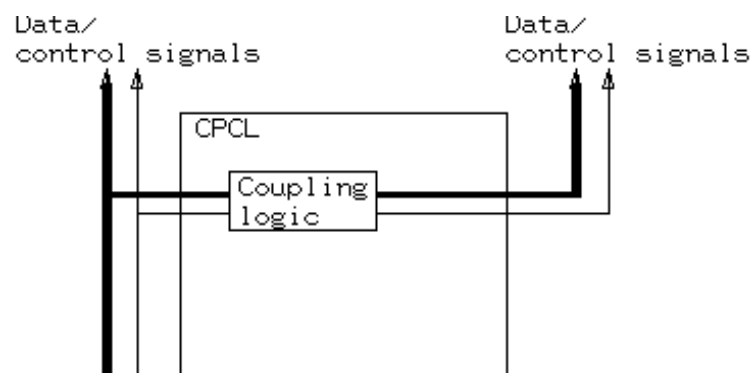 Data/
control signals
Data/
control signals
CPCL
Coupling
logic